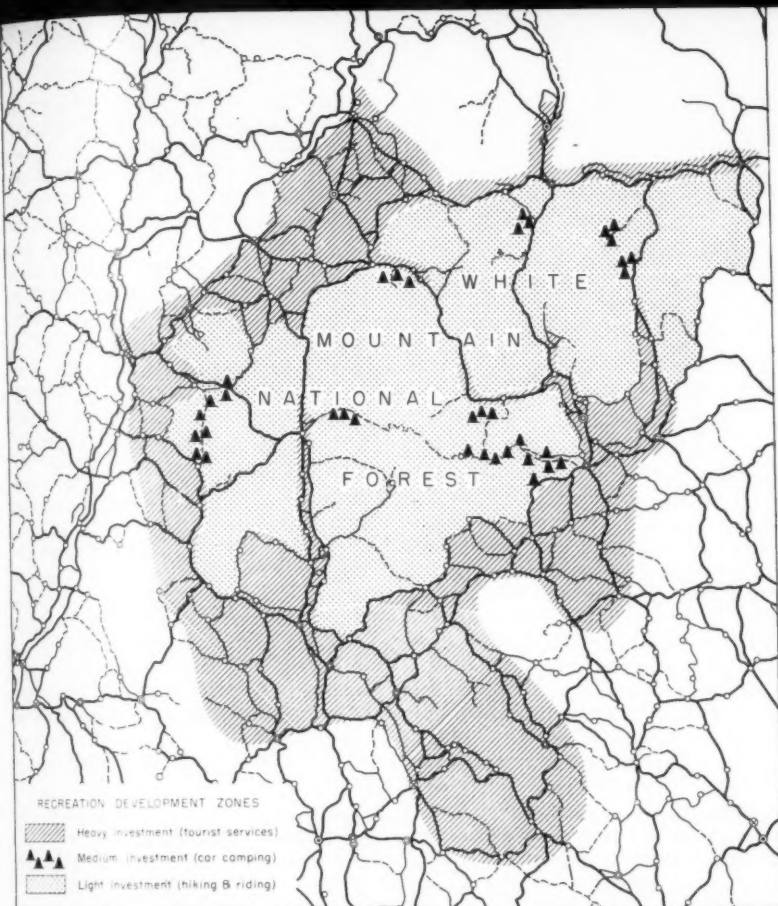 WHITE
MOUNTAIN
NATIONAL
FOREST
RECREATION DEVELOPMENT ZONES
Heavy investment (tourist services)
Medium investment (car camping)
Light investment (hiking & riding)